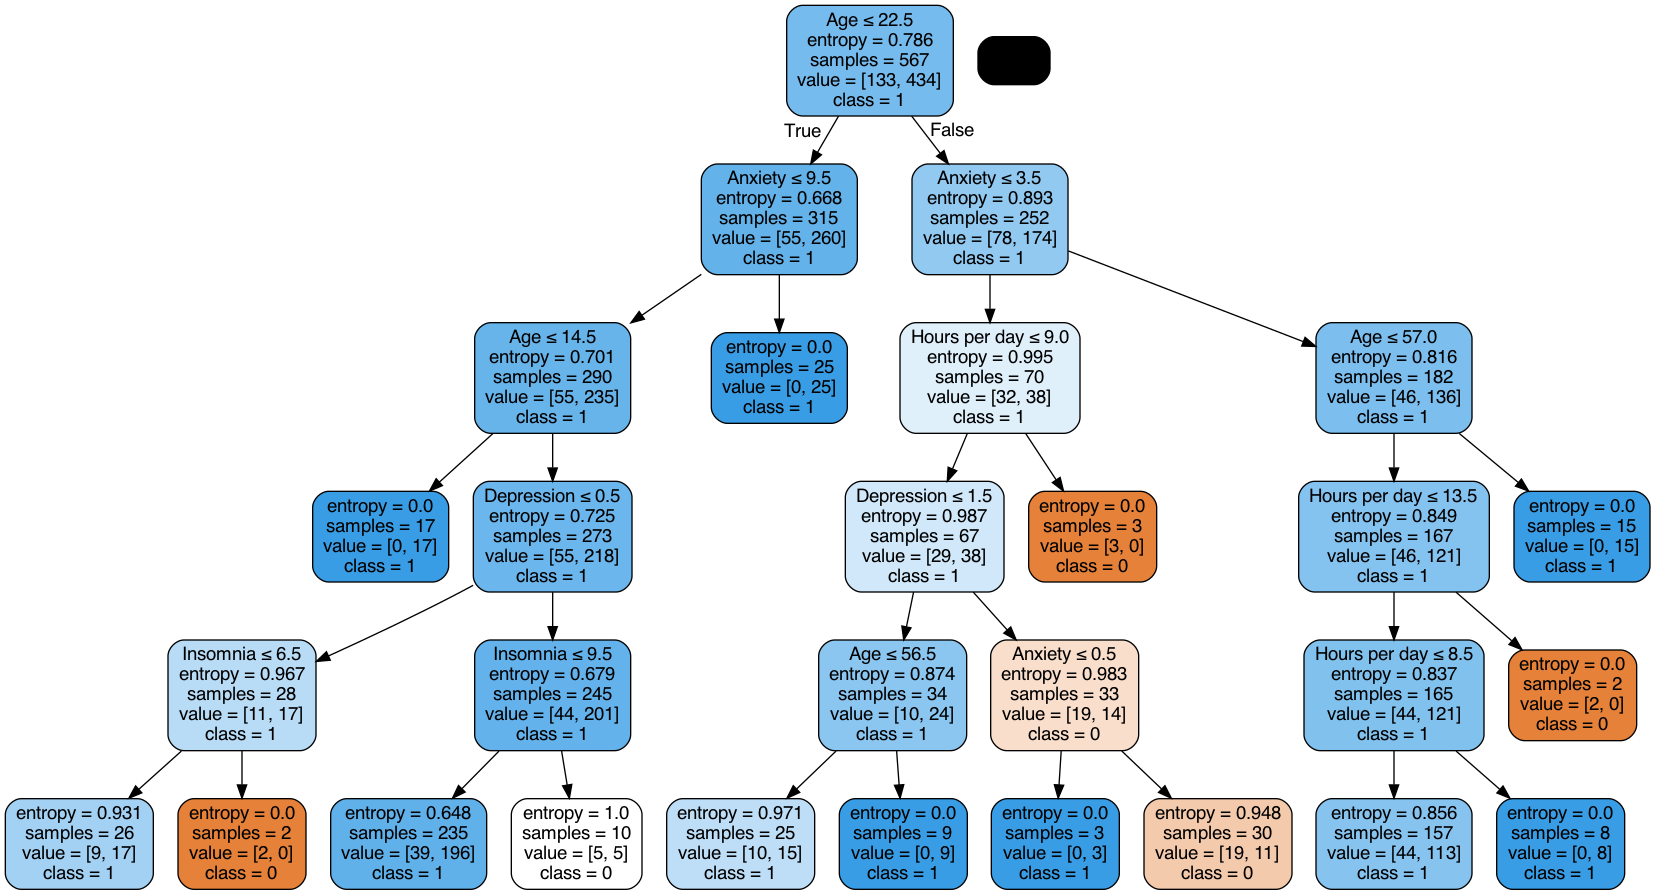 Age ≤ 22.5
entropy = 0.786
samples = 567
value = [133, 434]
class = 1
True
False
Anxiety ≤ 9.5
entropy = 0.668
samples = 315
value = [55, 260]
class = 1
Anxiety ≤ 3.5
entropy = 0.893
samples = 252
value = [78, 174]
class = 1
Age ≤ 14.5
entropy = 0.701
samples = 290
value = [55, 235]
class = 1
entropy = 0.0
samples = 25
value = [0, 25]
class = 1
Hours per day ≤ 9.0
entropy = 0.995
samples = 70
value = [32, 38]
class = 1
Age ≤ 57.0
entropy = 0.816
samples = 182
value = [46, 136]
class = 1
entropy = 0.0
samples = 17
value = [0, 17]
class = 1
Depression ≤ 0.5
entropy = 0.725
samples = 273
value = [55, 218]
class = 1
Depression ≤ 1.5
entropy = 0.987
samples = 67
value = [29, 38]
class = 1
entropy = 0.0
samples = 3
value = [3, 0]
class = 0
Hours per day ≤ 13.5
entropy = 0.849
samples = 167
value = [46, 121]
class = 1
entropy = 0.0
samples = 15
value = [0, 15]
class = 1
Insomnia ≤ 6.5
entropy = 0.967
samples = 28
value = [11, 17]
class = 1
Insomnia ≤ 9.5
entropy = 0.679
samples = 245
value = [44, 201]
class = 1
Age ≤ 56.5
entropy = 0.874
samples = 34
value = [10, 24]
class = 1
Anxiety ≤ 0.5
entropy = 0.983
samples = 33
value = [19, 14]
class = 0
Hours per day ≤ 8.5
entropy = 0.837
samples = 165
value = [44, 121]
class = 1
entropy = 0.0
samples = 2
value = [2, 0]
class = 0
entropy = 0.931
samples = 26
value = [9, 17]
class = 1
entropy = 0.0
samples = 2
value = [2, 0]
class = 0
entropy = 0.648
samples = 235
value = [39, 196]
class = 1
entropy = 1.0
samples = 10
value = [5, 5]
class = 0
entropy = 0.971
samples = 25
value = [10, 15]
class = 1
entropy = 0.0
samples = 9
value = [0, 9]
class = 1
entropy = 0.0
samples = 3
value = [0, 3]
class = 1
entropy = 0.948
samples = 30
value = [19, 11]
class = 0
entropy = 0.856
samples = 157
value = [44, 113]
class = 1
entropy = 0.0
samples = 8
value = [0, 8]
class = 1